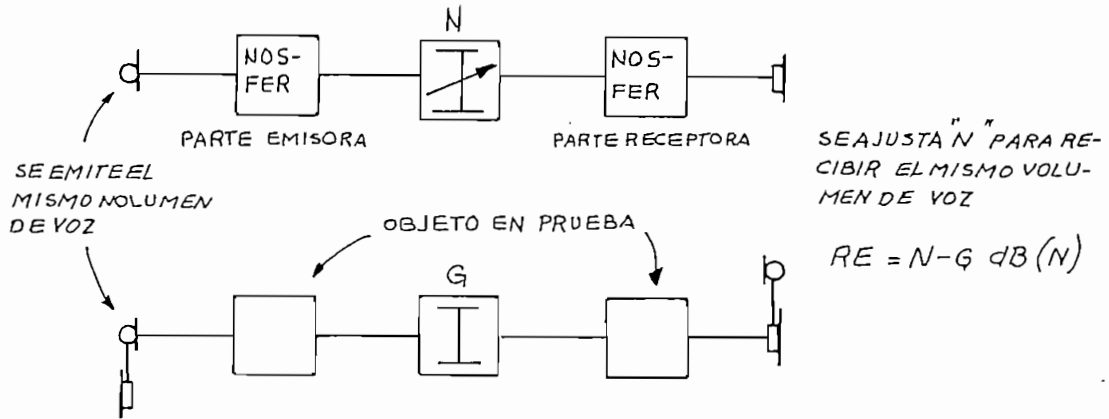 N
NOS-
FER
NOS-
FER
PARTE EMISORA
PARTE RECEPTORA
SE EMITE EL
MISMO NOLUMEN
DE VOZ
SE AJUSTA "N" PARA RE-
CIBIR EL MISMO VOLU-
MEN DE VOZ
RE = N-G dB (N)
OBJETO EN PRUEBA
G